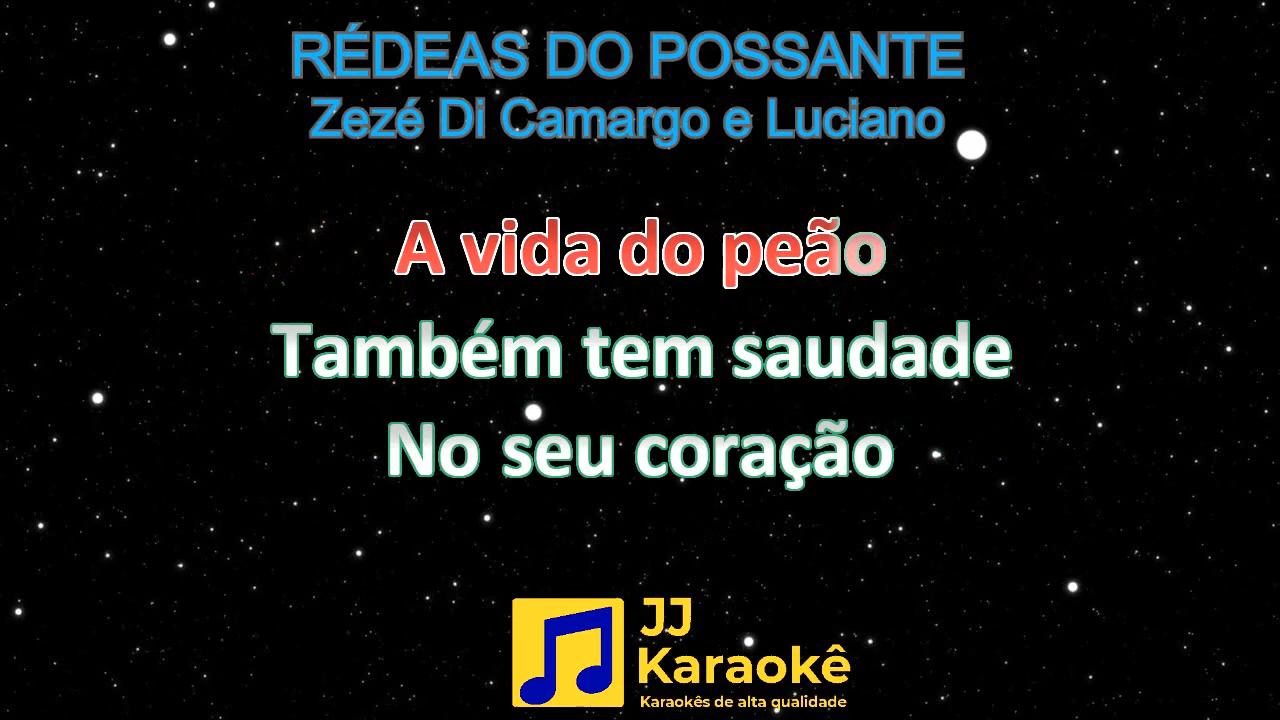 RÉDEAS DO POSSANTE
Zezé Di Camargo e Luciano
A vida do peão
Também tem saudade
No seu coração
JJ
Karaokê
Karaokês de alta qualidade